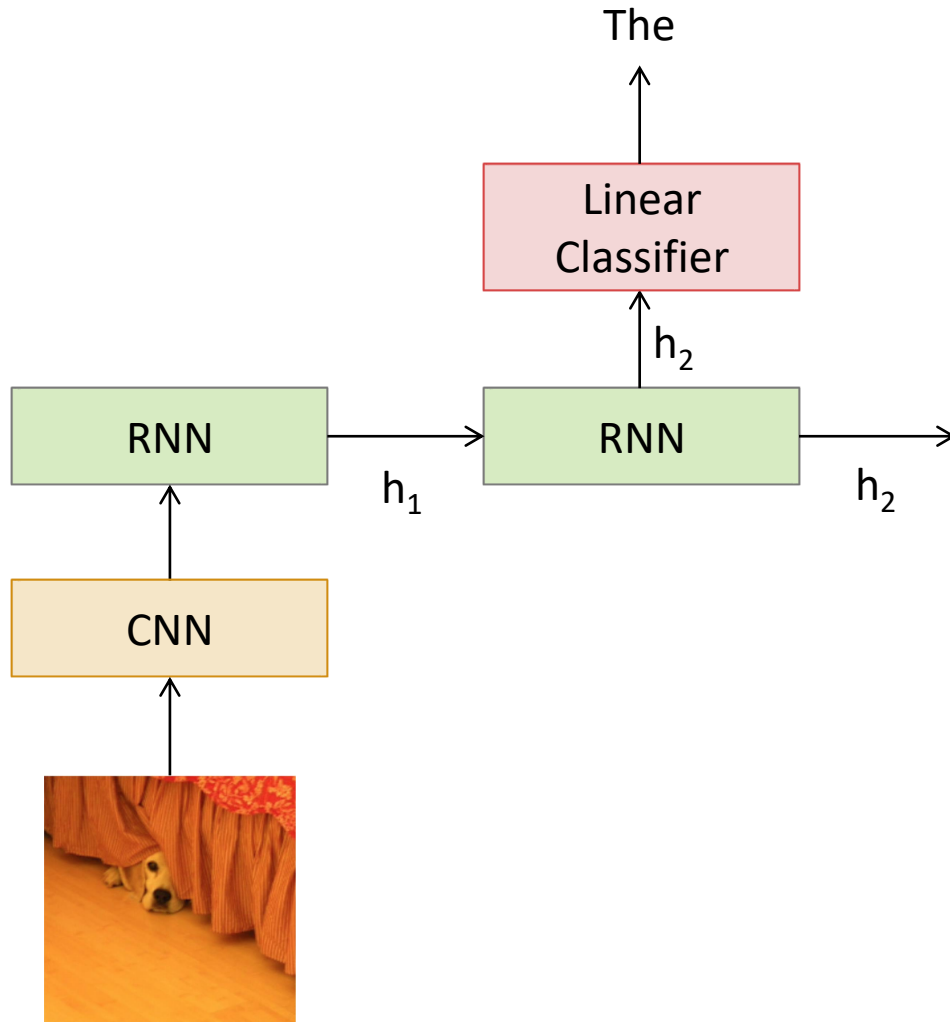 The
Linear
Classifier
h₂
RNN
RNN
h₁
h₂
CNN